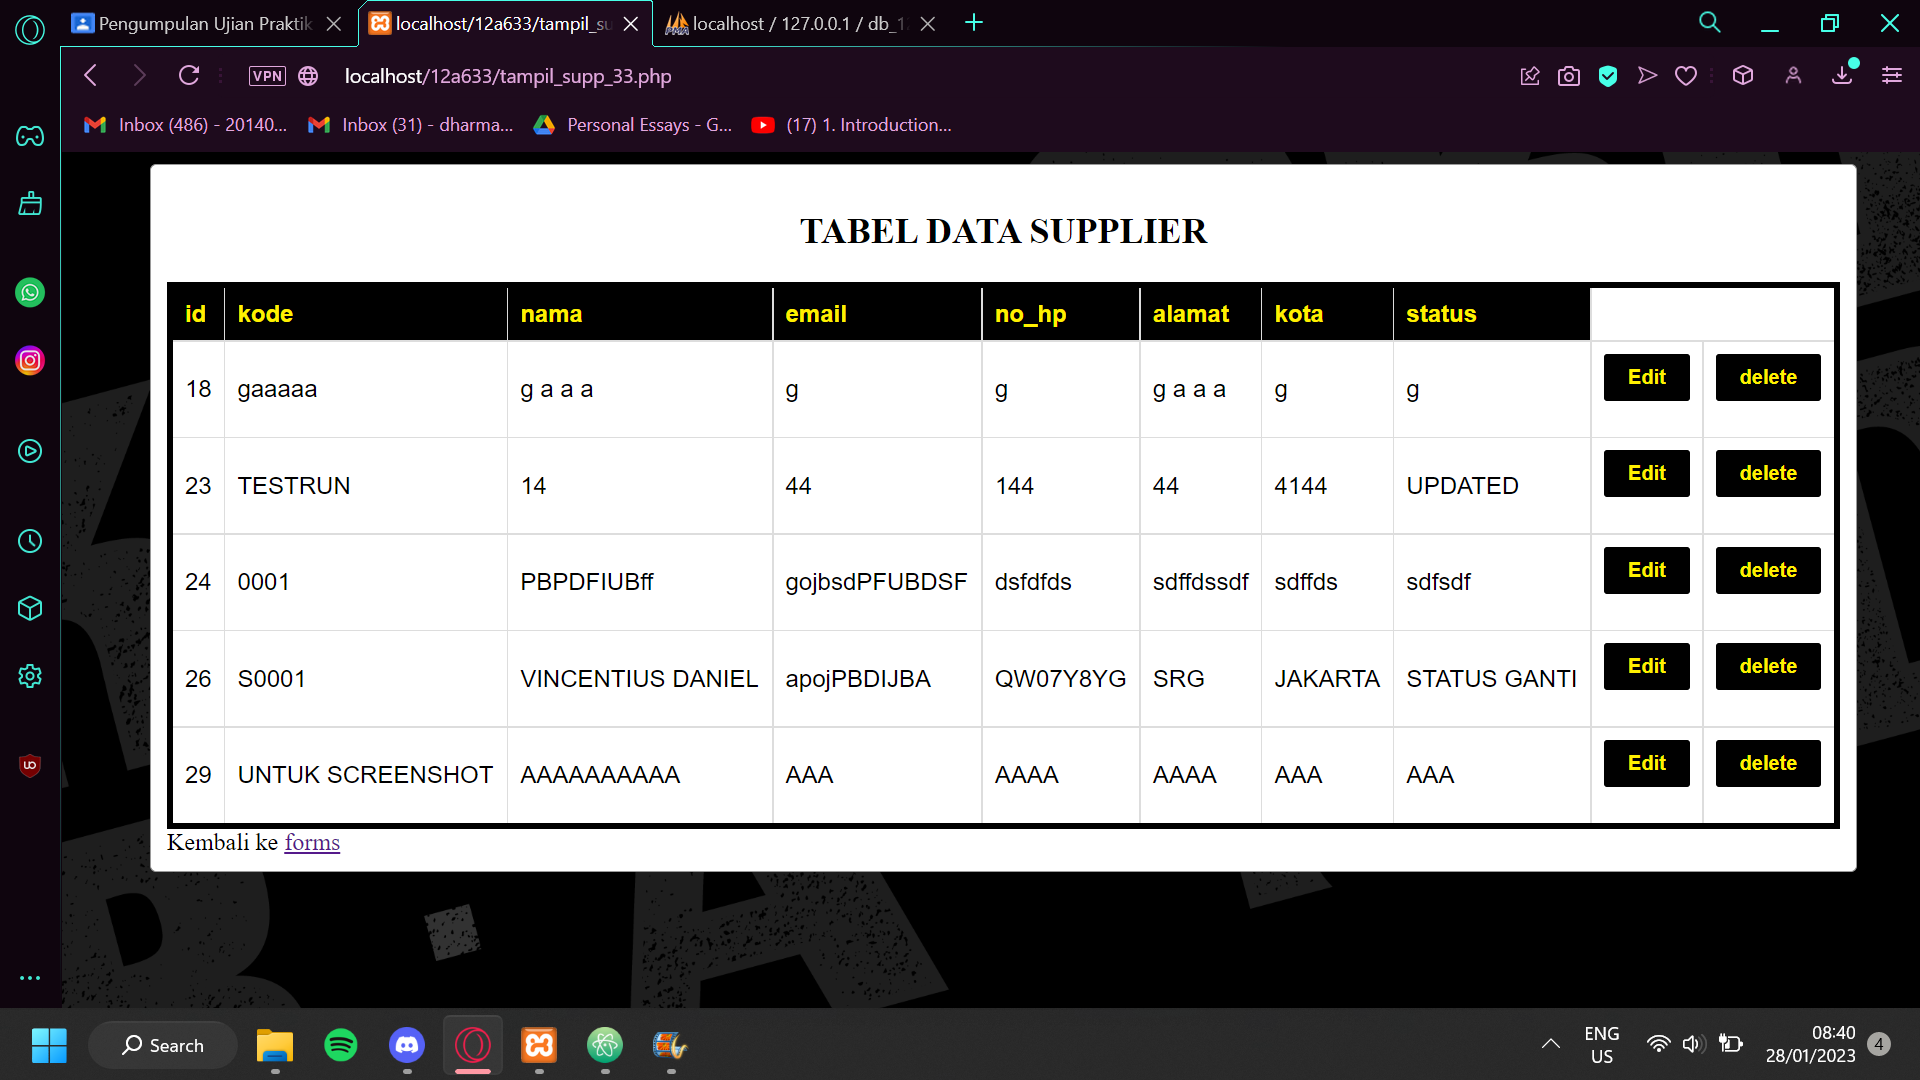 Pengumpulan Ujian Praktik
localhost/12a633/tampil_su
localhost / 127.0.0.1 / db_1
VPN
localhost/12a633/tampil_supp_33.php
Inbox (486) - 20140...
Inbox (31) - dharma...
Personal Essays - G...
(17) 1. Introduction...
TABEL DATA SUPPLIER
id kode nama email no_hp alamat kota status
18 gaaaaa g a a a g g g a a a g g Edit delete
23 TESTRUN 14 44 144 44 4144 UPDATED Edit delete
24 0001 PBPDFIUBff gojbsdPFUBDSF dsfdfds sdffdssdf sdffds sdfsdf Edit delete
26 S0001 VINCENTIUS DANIEL apojPBDIJBA QW07Y8YG SRG JAKARTA STATUS GANTI Edit delete
29 UNTUK SCREENSHOT AAAAAAAAAA AAA AAAA AAAA AAA AAA Edit delete
Kembali ke forms
Search
ENG
US
08:40
28/01/2023
4